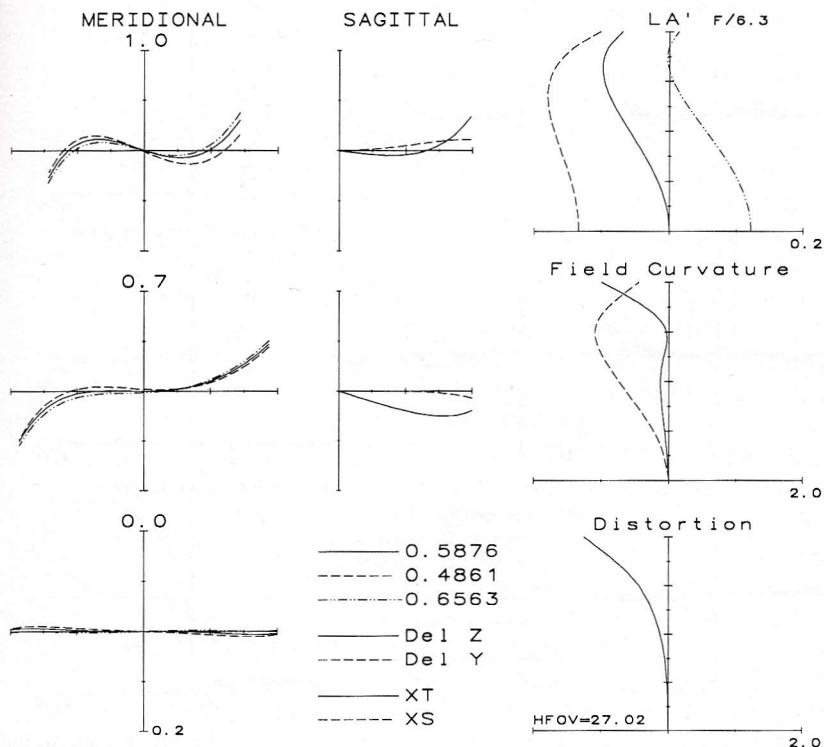 MERIDIONAL
SAGITTAL
LA' F/6.3
1.0
0.2
0.7
Field Curvature
2.0
0.0
Distortion
0.5876
0.4861
0.6563
Del Z
Del Y
XT
XS
0.2
HFOV=27.02
2.0